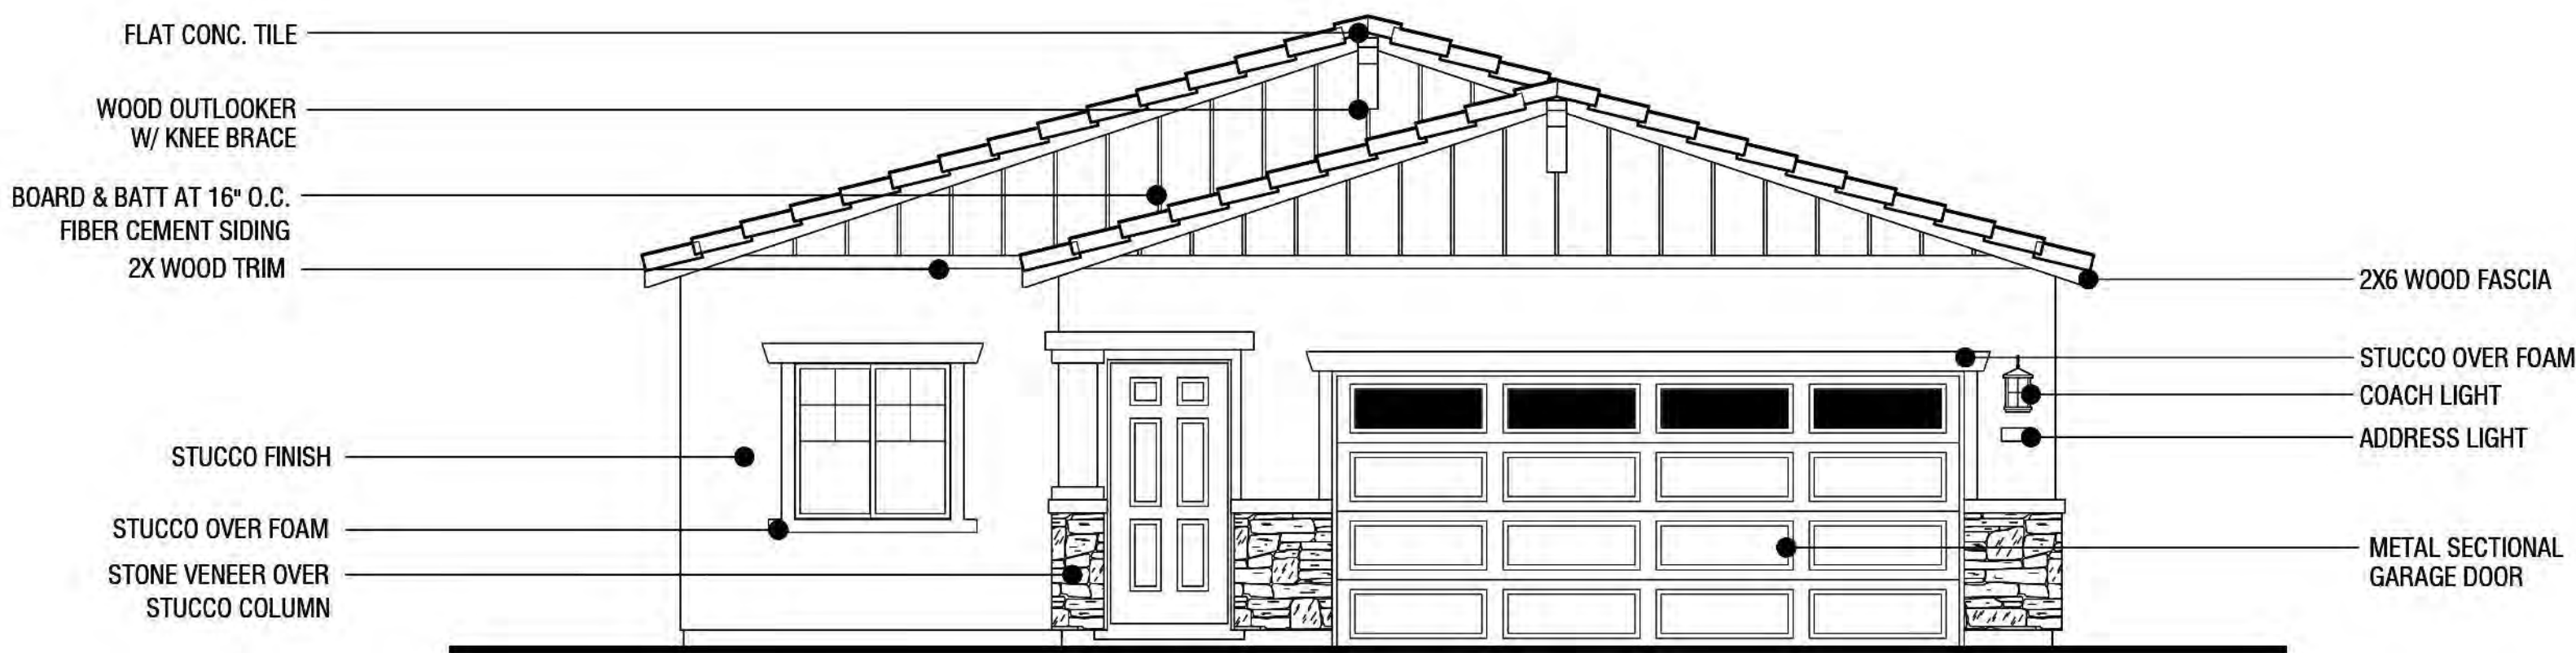 FLAT CONC. TILE
WOOD OUTLOOKER
W/ KNEE BRACE
BOARD & BATT AT 16" O.C.
FIBER CEMENT SIDING
2X WOOD TRIM
STUCCO FINISH
STUCCO OVER FOAM
STONE VENEER OVER
STUCCO COLUMN
2X6 WOOD FASCIA
STUCCO OVER FOAM
COACH LIGHT
ADDRESS LIGHT
METAL SECTIONAL
GARAGE DOOR